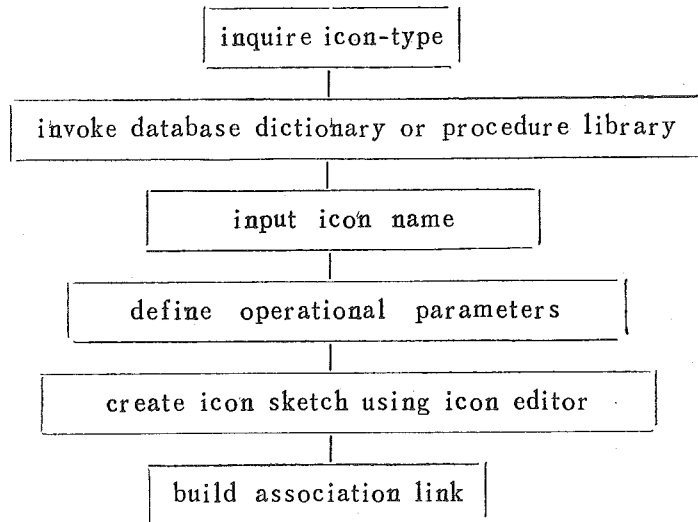 inquire icon-type
invoke database dictionary or procedure library
input icon name
define operational parameters
create icon sketch using icon editor
build association link